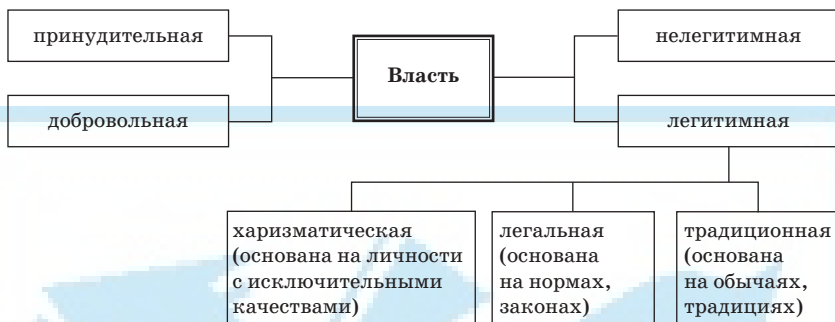 принудительная
добровольная
Власть
нелегитимная
легитимная
харизматическая
(основана на личности
с исключительными
качествами)
легальная
(основана
на нормах,
законах)
традиционная
(основана
на обычаях,
традициях)